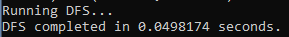 Running DFS...
DFS completed in 0.0498174 seconds.